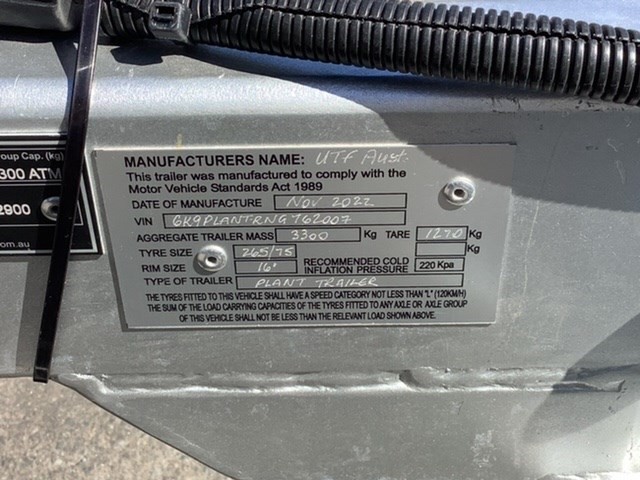 roup Cap. (kg)
300 ATM
2900
om.au
MANUFACTURERS NAME: UTF Aust.
This trailer was manufactured to comply with the
Motor Vehicle Standards Act 1989
DATE OF MANUFACTURE NOV 2022
VIN 6K9PLANTRNG762007
AGGREGATE TRAILER MASS 3300 Kg TARE 1270 Kg
Kg
TYRE SIZE 265/75
RIM SIZE 16" RECOMMENDED COLD INFLATION PRESSURE 220 Kpa
TYPE OF TRAILER PLANT TRAILER
THE TYRES FITTED TO THIS VEHICLE SHALL HAVE A SPEED CATEGORY NOT LESS THAN "L" (120KM/H)
THE SUM OF THE LOAD CARRYING CAPACITIES OF THE TYRES FITTED TO ANY AXLE OR AXLE GROUP
OF THIS VEHICLE SHALL NOT BE LESS THAN THE RELEVANT LOAD SHOWN ABOVE.